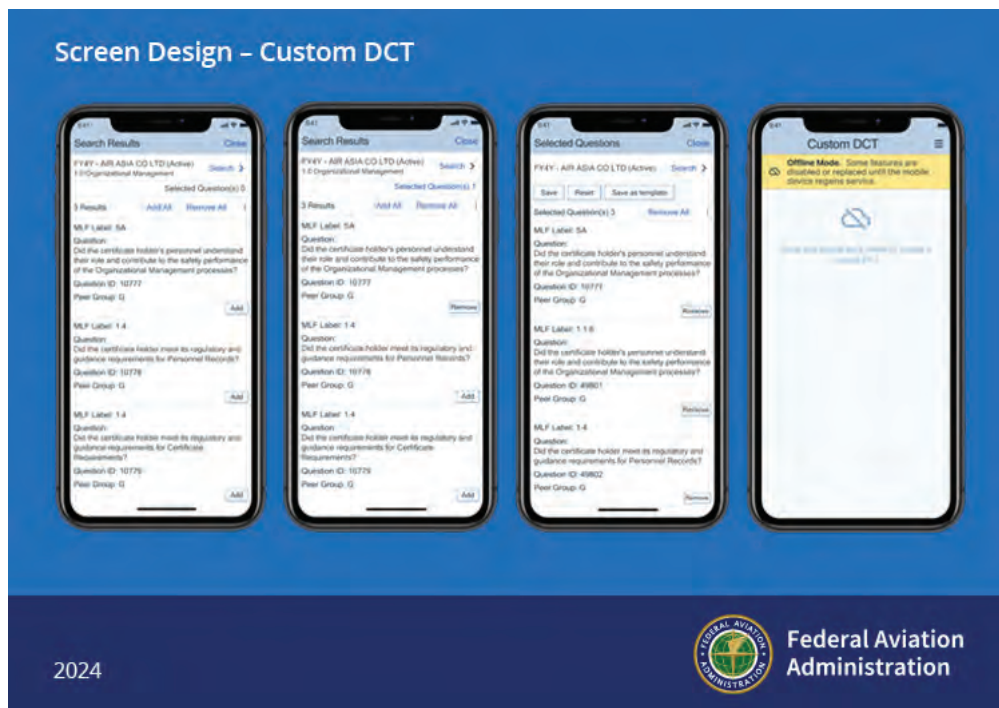 Screen Design – Custom DCT
9:41
Search Results
Close
FY4Y - AIR ASIA CO LTD (Active)
1.0 Organizational Management
Search
Selected Question(s) 0
3 Results
Add All
Remove All
MLF Label: SA
Question:
Did the certificate holder's personnel understand
their role and contribute to the safety performance
of the Organizational Management processes?
Question ID: 10777
Peer Group: G
Add
MLF Label: 1.4
Question:
Did the certificate holder meet its regulatory and
guidance requirements for Personnel Records?
Question ID: 10778
Peer Group: G
Add
MLF Label: 1.4
Question:
Did the certificate holder meet its regulatory and
guidance requirements for Certificate
Requirements?
Question ID: 10779
Peer Group: G
Add
9:41
Search Results
Close
FY4Y - AIR ASIA CO LTD (Active)
1.0 Organizational Management
Search
Selected Question(s) 1
3 Results
Add All
Remove All
MLF Label: SA
Question:
Did the certificate holder's personnel understand
their role and contribute to the safety performance
of the Organizational Management processes?
Question ID: 10777
Peer Group: G
Remove
MLF Label: 1.4
Question:
Did the certificate holder meet its regulatory and
guidance requirements for Personnel Records?
Question ID: 10778
Peer Group: G
Add
MLF Label: 1.4
Question:
Did the certificate holder meet its regulatory and
guidance requirements for Certificate
Requirements?
Question ID: 10779
Peer Group: G
Add
9:41
Selected Questions
Close
FY4Y - AIR ASIA CO LTD (Active)
Search
Save
Reset
Save as template
Selected Question(s) 3
Remove All
MLF Label: SA
Question:
Did the certificate holder's personnel understand
their role and contribute to the safety performance
of the Organizational Management processes?
Question ID: 10777
Peer Group: G
Remove
MLF Label: 1.1.6
Question:
Did the certificate holder's personnel understand
their role and contribute to the safety performance
of the Organizational Management processes?
Question ID: 49801
Peer Group: G
Remove
MLF Label: 1.4
Question:
Did the certificate holder meet its regulatory and
guidance requirements for Personnel Records?
Question ID: 49802
Peer Group: G
Remove
9:41
Custom DCT
Offline Mode. Some features are
disabled or replaced until the mobile
device regains service.
2024
FEDERAL AVIATION
ADMINISTRATION
Federal Aviation
Administration